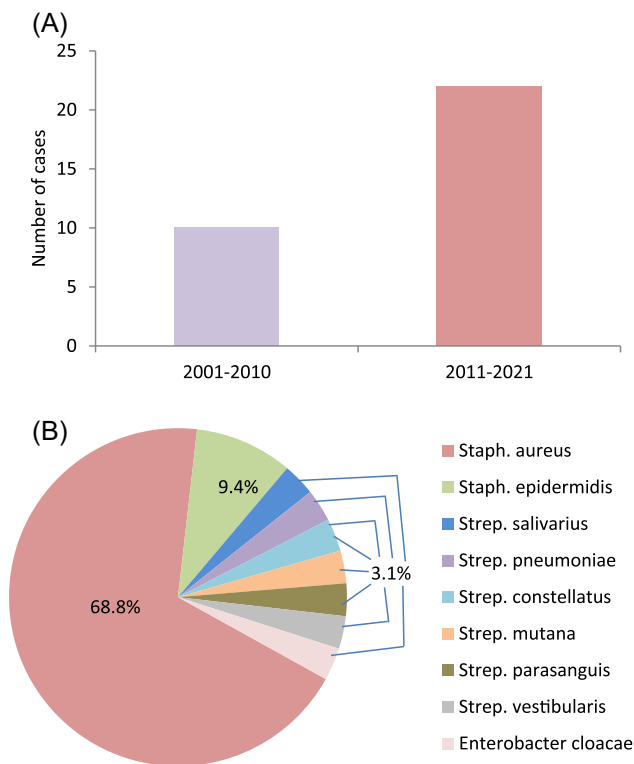 (A)
25
20
15
10
5
0
Number of cases
2001-2010
2011-2021
(B)
9.4%
3.1%
68.8%
Staph. aureus
Staph. epidermidis
Strep. salivarius
Strep. pneumoniae
Strep. constellatus
Strep. mutana
Strep. parasanguis
Strep. vestibularis
Enterobacter cloacae